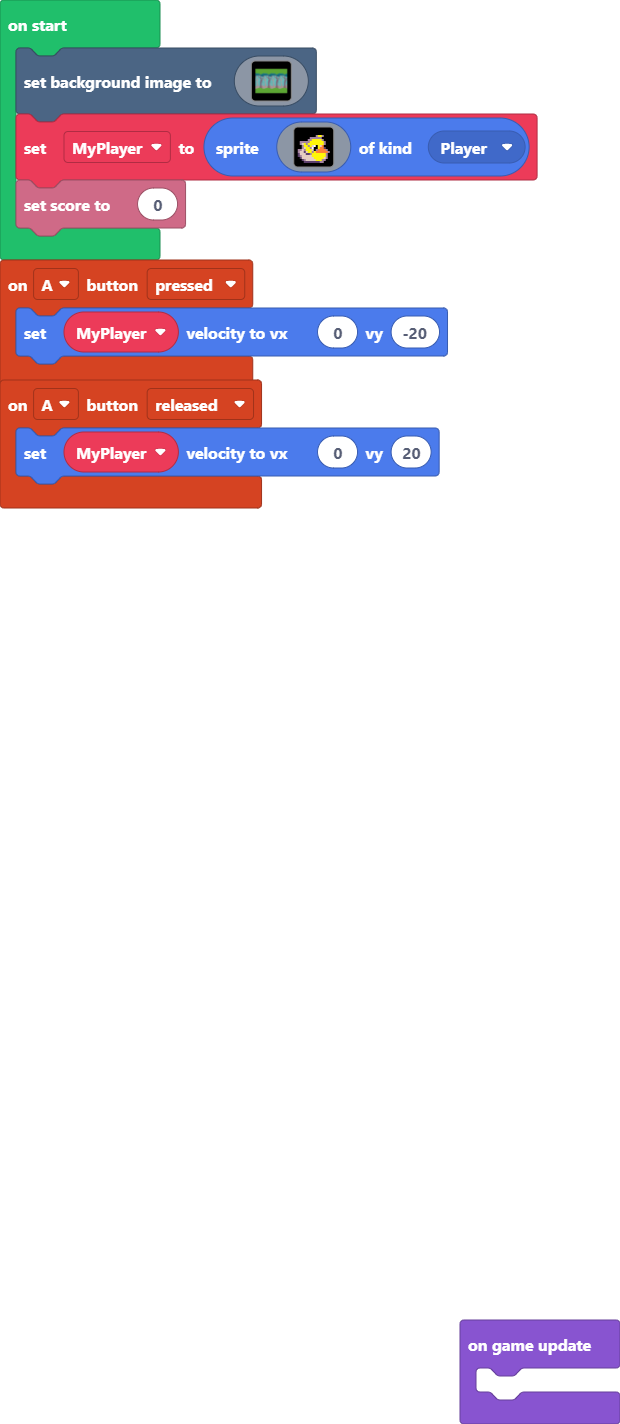 on start
set background image to
set MyPlayer to sprite of kind Player
set score to 0
on A button pressed
set MyPlayer velocity to vx 0 vy -20
on A button released
set MyPlayer velocity to vx 0 vy 20
on game update